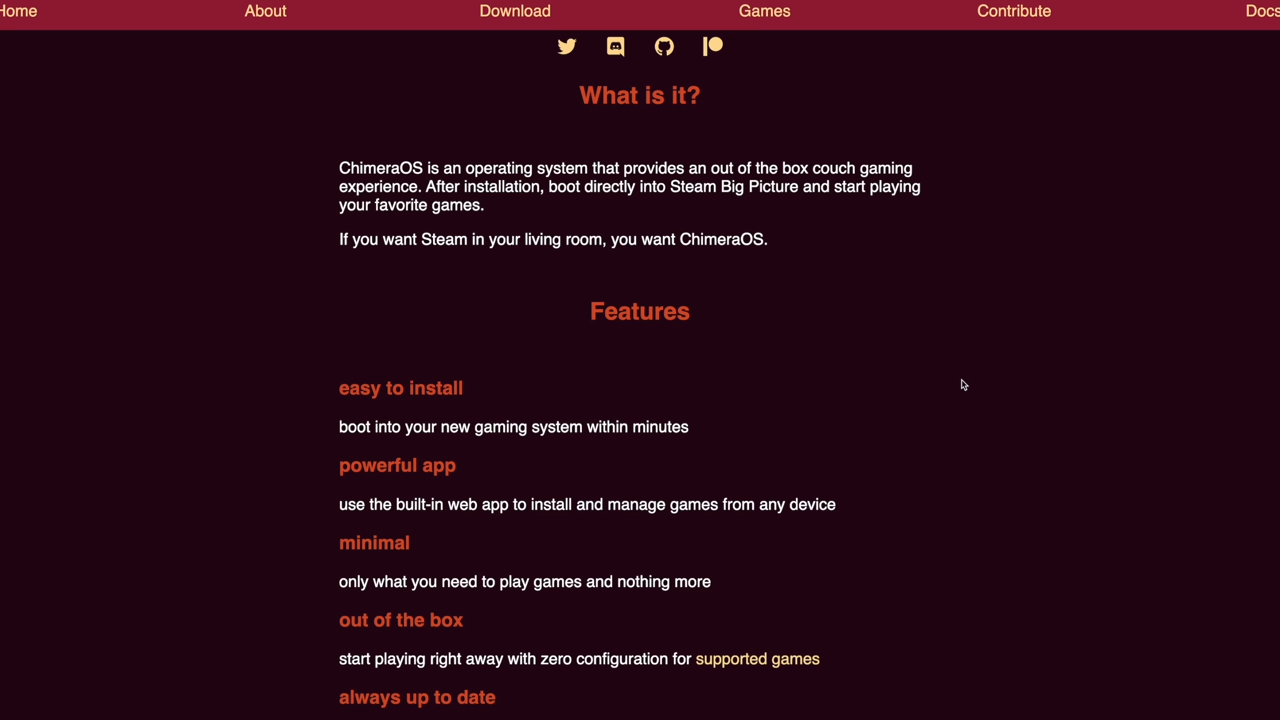 Home About Download Games Contribute Docs
What is it?
ChimeraOS is an operating system that provides an out of the box couch gaming
experience. After installation, boot directly into Steam Big Picture and start playing
your favorite games.
If you want Steam in your living room, you want ChimeraOS.
Features
easy to install
boot into your new gaming system within minutes
powerful app
use the built-in web app to install and manage games from any device
minimal
only what you need to play games and nothing more
out of the box
start playing right away with zero configuration for supported games
always up to date